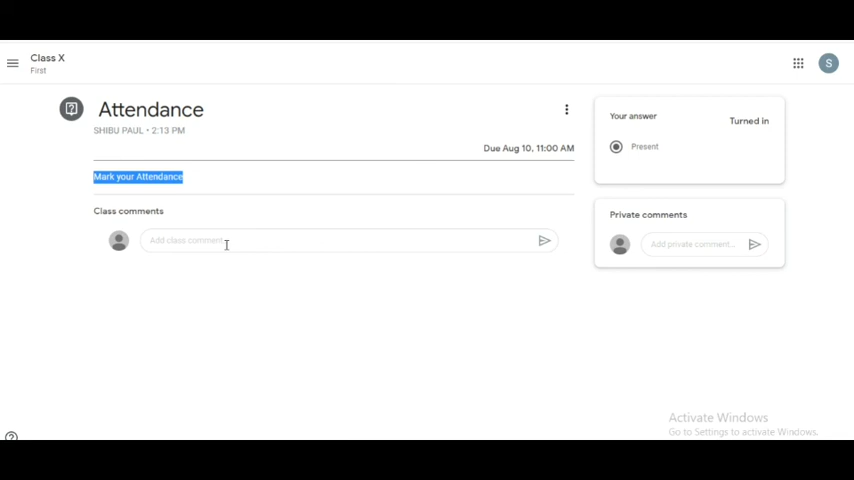 Class X
First
S
Attendance
SHIBU PAUL • 2:13 PM
Due Aug 10, 11:00 AM
Mark your Attendance
Class comments
Add class comment
Your answer
Turned in
Present
Private comments
Add private comment...
Activate Windows
Go to Settings to activate Windows.